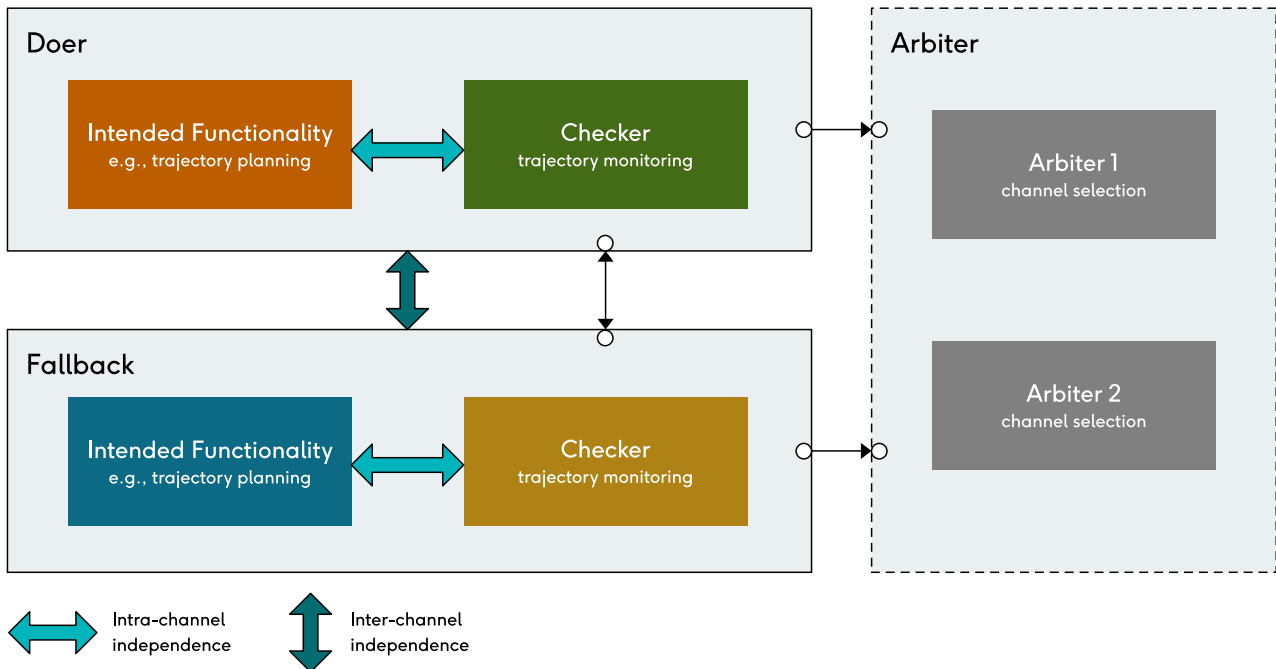 Doer
Intended Functionality
e.g., trajectory planning
Checker
trajectory monitoring
Fallback
Intended Functionality
e.g., trajectory planning
Checker
trajectory monitoring
Arbiter
Arbiter 1
channel selection
Arbiter 2
channel selection
Intra-channel
independence
Inter-channel
independence